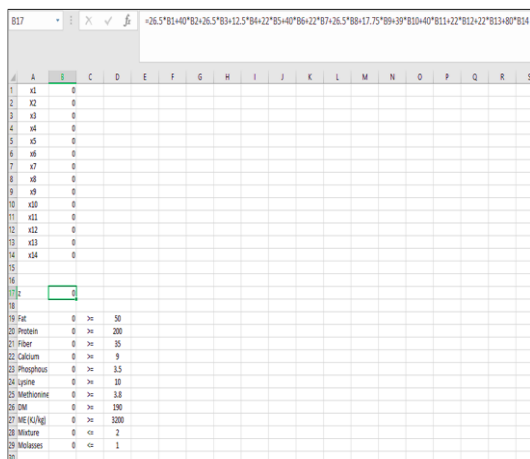 B17 =26.5*B1+40*B2+26.5*B3+12.5*B4+22*B5+40*B6+22*B7+26.5*B8+17.75*B9+39*B10+40*B11+22*B12+22*B13+80*B14
A B C D E F G H I J K L M N O P Q R S
1 x1 0
2 X2 0
3 x3 0
4 x4 0
5 x5 0
6 x6 0
7 x7 0
8 x8 0
9 x9 0
10 x10 0
11 x11 0
12 x12 0
13 x13 0
14 x14 0
15
16
17 z 0
18
19 Fat 0 >= 50
20 Protein 0 >= 200
21 Fiber 0 >= 35
22 Calcium 0 >= 9
23 Phosphous 0 >= 3.5
24 Lysine 0 >= 10
25 Methionine 0 >= 3.8
26 DM 0 >= 190
27 ME (KJ/kg) 0 >= 3200
28 Mixture 0 <= 2
29 Molasses 0 <= 1
30